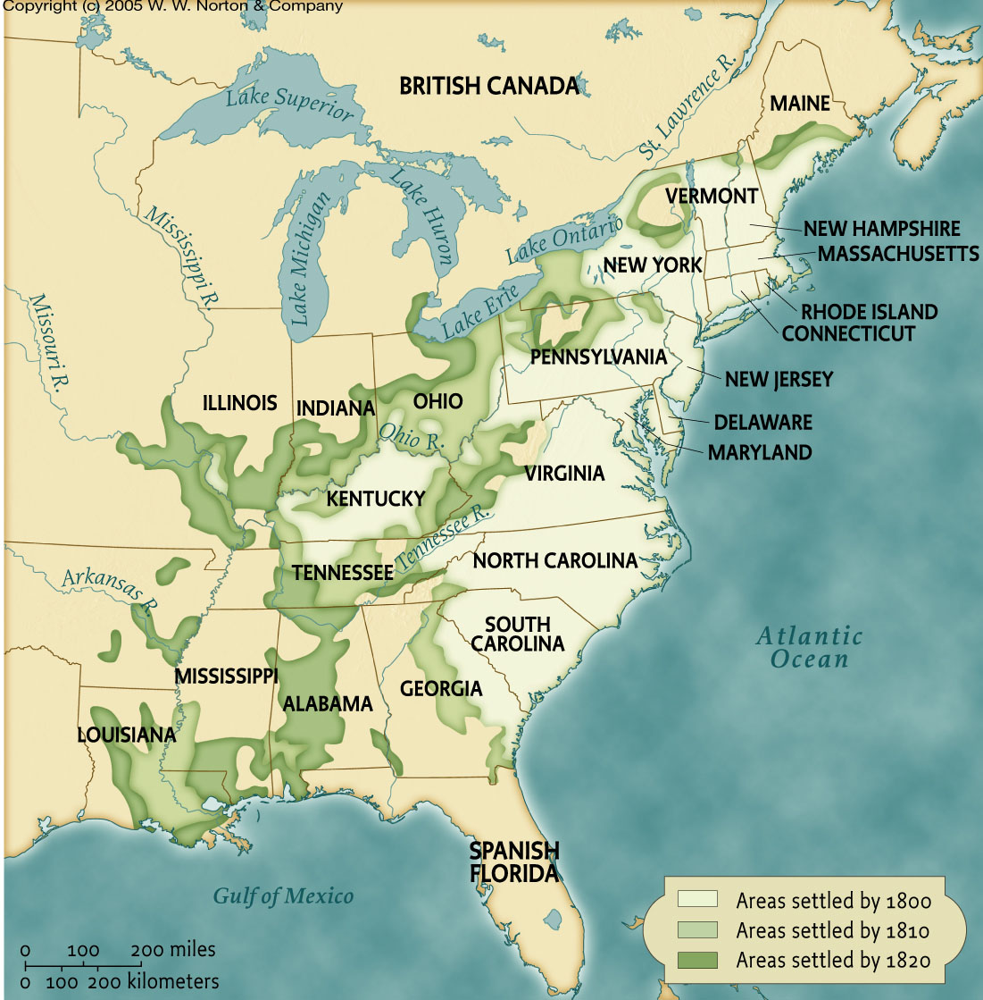 Copyright (c) 2005 W. W. Norton & Company
BRITISH CANADA
Lake Superior
St. Lawrence R.
MAINE
Mississippi R.
Lake Michigan
Lake Huron
VERMONT
Lake Ontario
NEW HAMPSHIRE
MASSACHUSETTS
NEW YORK
Missouri R.
Lake Erie
RHODE ISLAND
CONNECTICUT
PENNSYLVANIA
NEW JERSEY
ILLINOIS
INDIANA
OHIO
DELAWARE
Ohio R.
MARYLAND
VIRGINIA
KENTUCKY
Tennessee R.
NORTH CAROLINA
TENNESSEE
Arkansas R.
SOUTH
CAROLINA
Atlantic
Ocean
MISSISSIPPI
ALABAMA
GEORGIA
LOUISIANA
SPANISH
FLORIDA
Gulf of Mexico
Areas settled by 1800
Areas settled by 1810
Areas settled by 1820
0 100 200 miles
0 100 200 kilometers